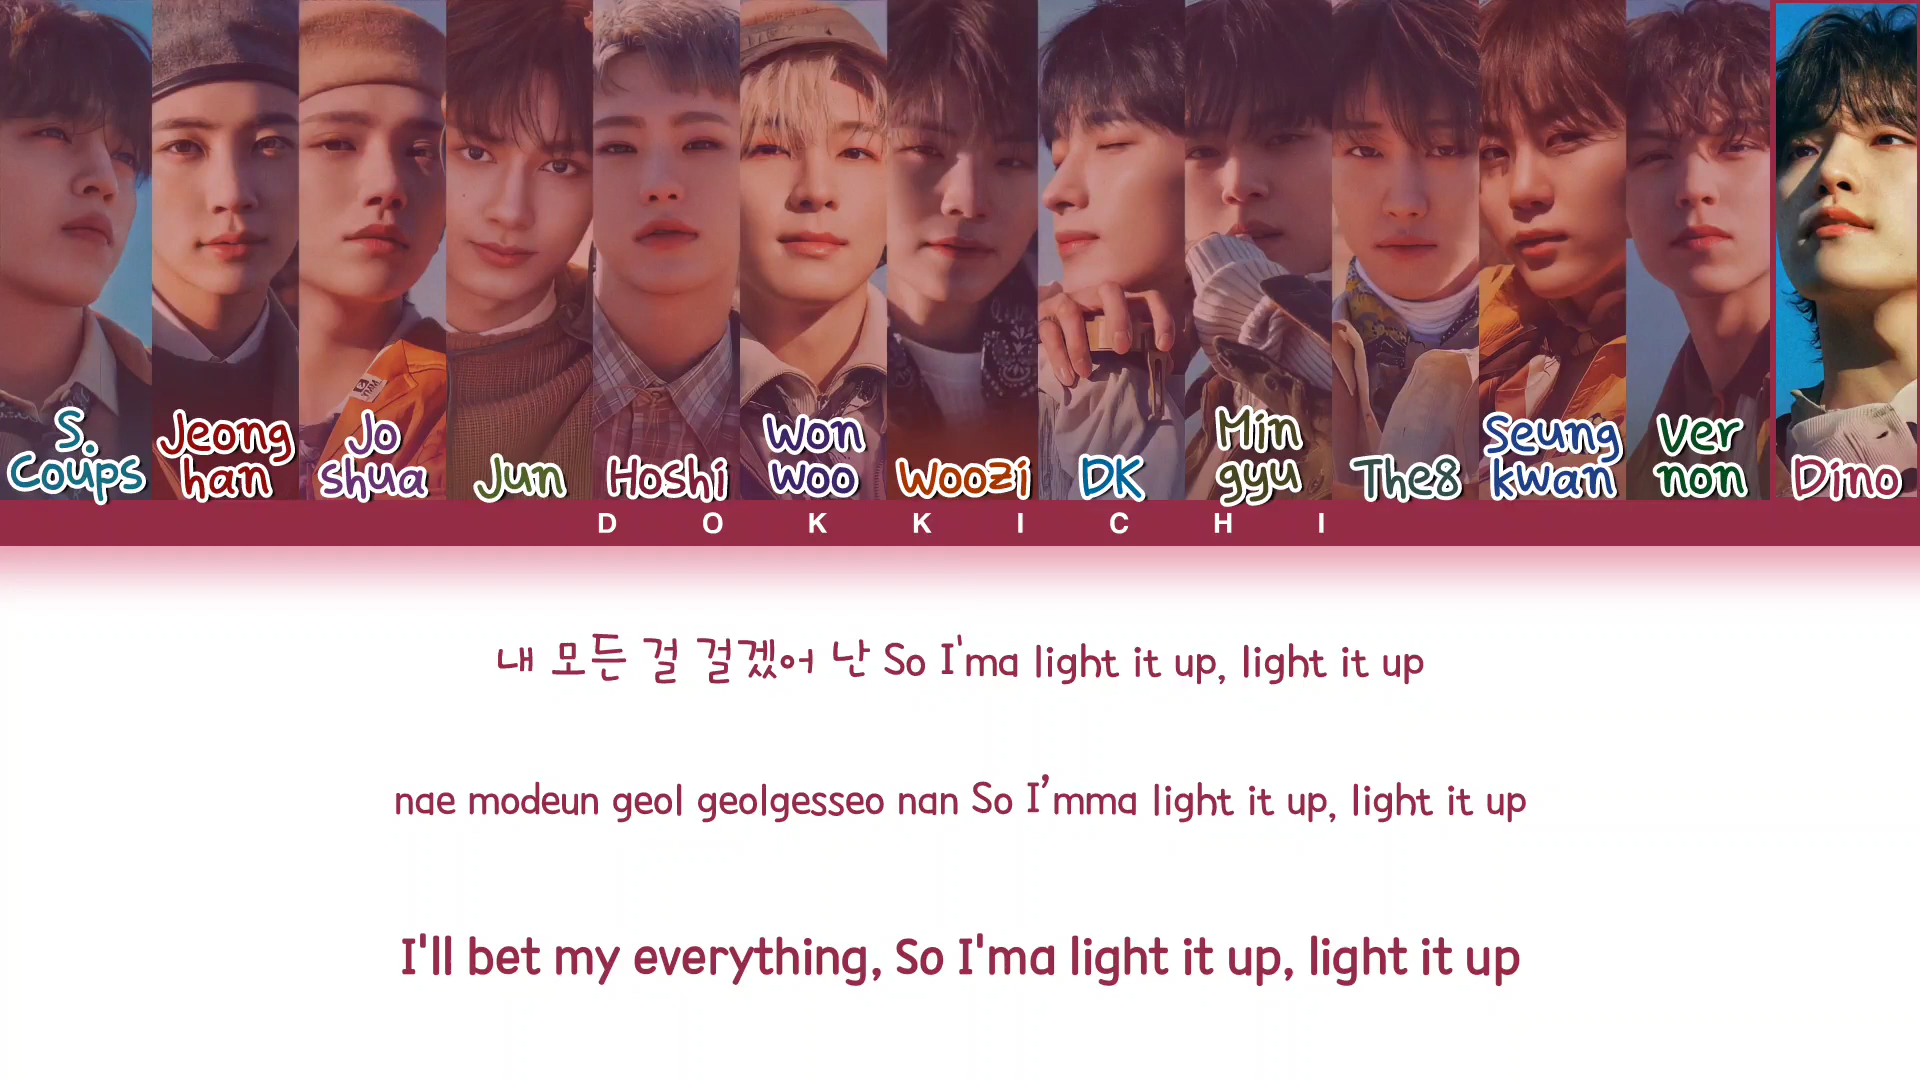 S. Coups
Jeong han
Jo shua
Jun
Hoshi
Won woo
Woozi
DK
Min gyu
The8
Seung kwan
Ver non
Dino
DOKKICHI
내 모든 걸 걸겠어 난 So I'ma light it up, light it up
nae modeun geol geolgesseo nan So I’mma light it up, light it up
I'll bet my everything, So I'ma light it up, light it up